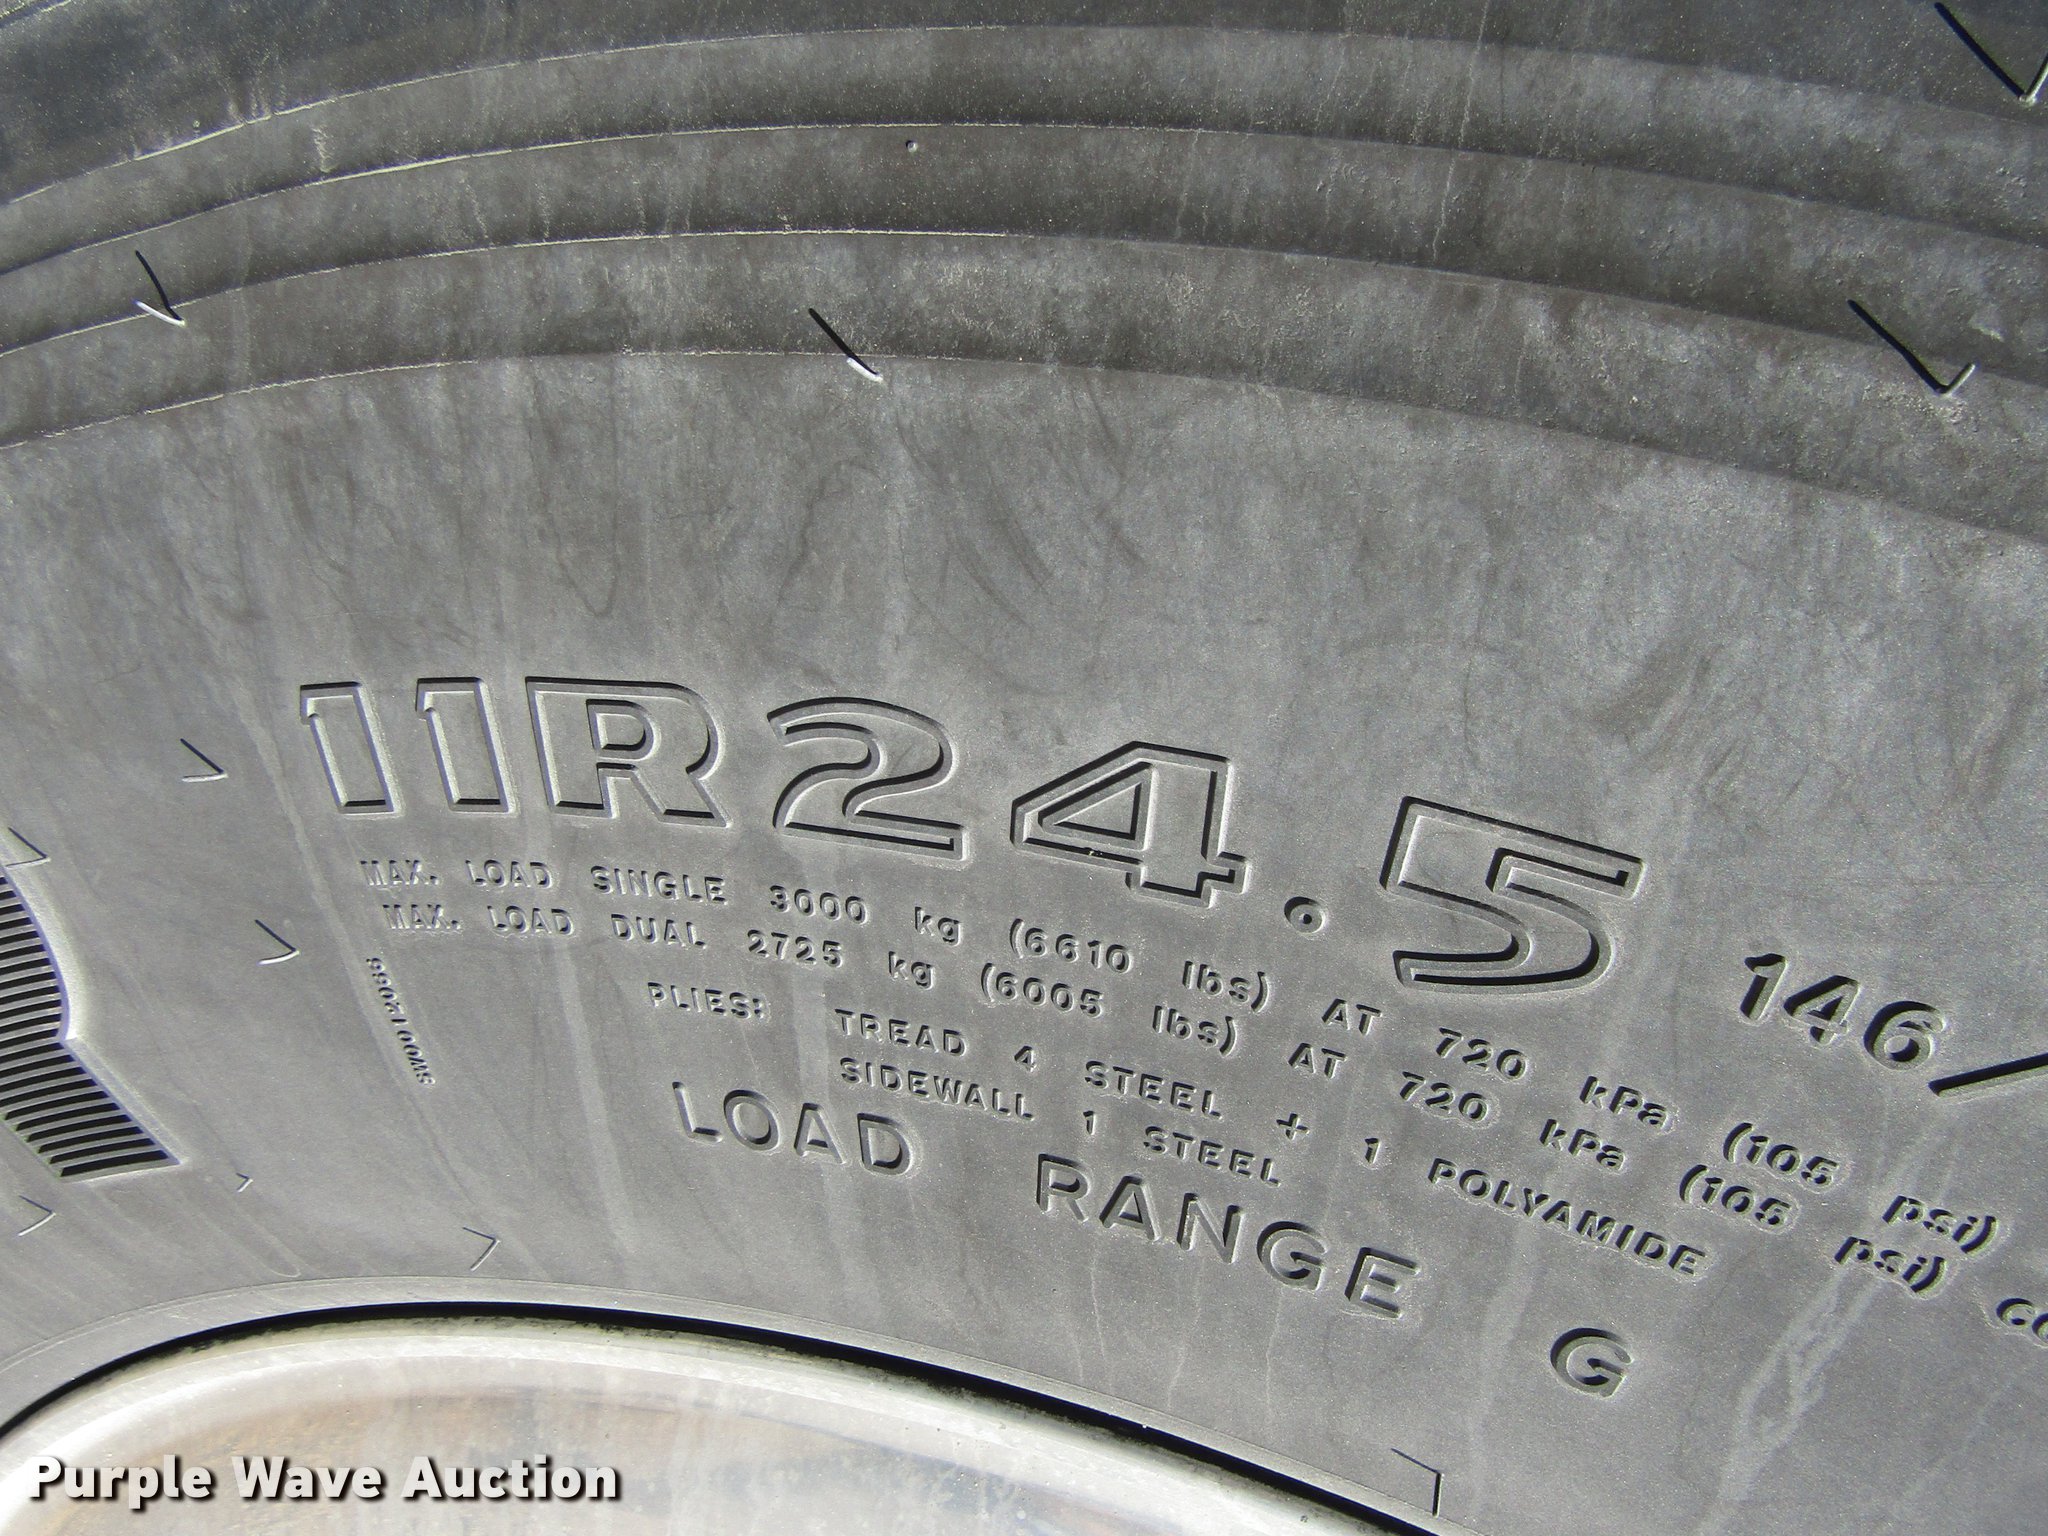 11R24.5 146/
MAX. LOAD SINGLE 3000 kg (6610 lbs) AT 720 kPa (105 psi)
MAX. LOAD DUAL 2725 kg (6005 lbs) AT 720 kPa (105 psi)
PLIES: TREAD 4 STEEL + 1 POLYAMIDE
SIDEWALL 1 STEEL
LOAD RANGE G
Purple Wave Auction